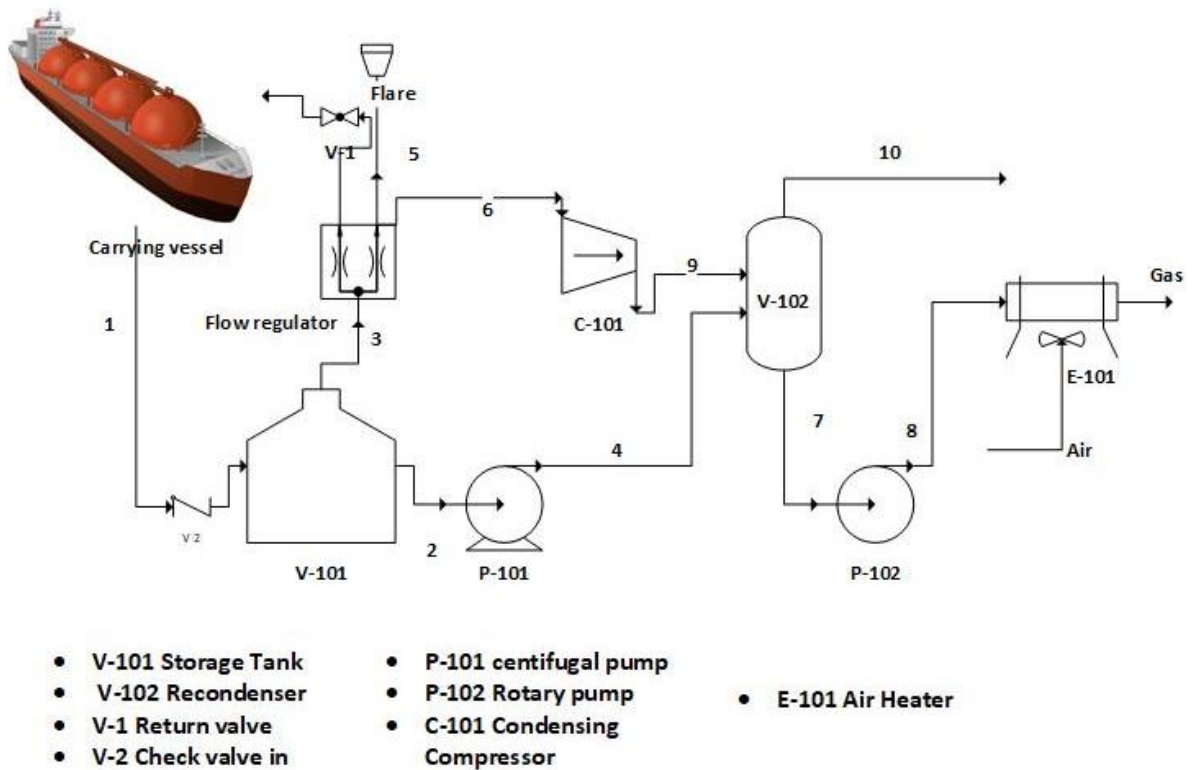 Flare
V-1
5
10
6
Carrying vessel
9
V-102
Gas
1
Flow regulator
3
C-101
E-101
7
8
4
Air
V-2
2
V-101
P-101
P-102
• V-101 Storage Tank
• V-102 Recondenser
• V-1 Return valve
• V-2 Check valve in
• P-101 centifugal pump
• P-102 Rotary pump
• C-101 Condensing
Compressor
• E-101 Air Heater